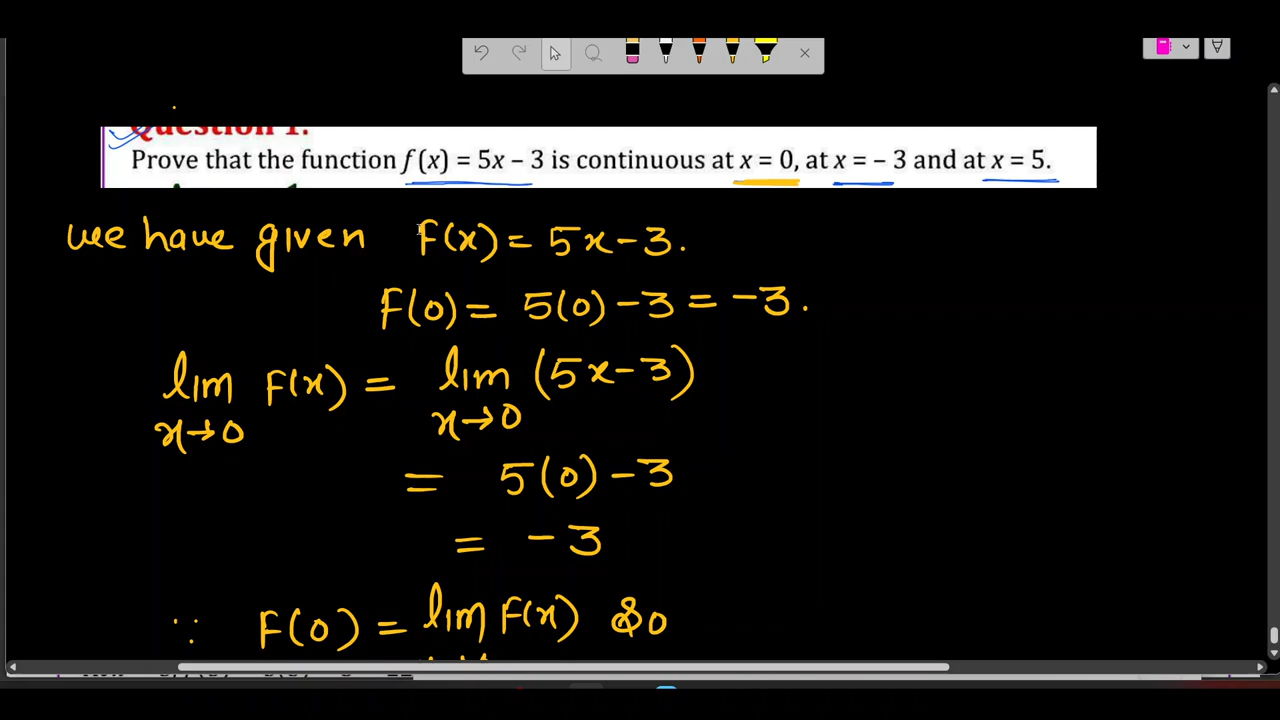 Question 1:
Prove that the function f (x) = 5x – 3 is continuous at x = 0, at x = – 3 and at x = 5.
we have given F(x) = 5x-3.
F(0) = 5(0) -3 = -3.
lim F(x) = lim (5x-3)
x→0 x→0
= 5(0) -3
= -3
∵ F(0) = lim F(x) So